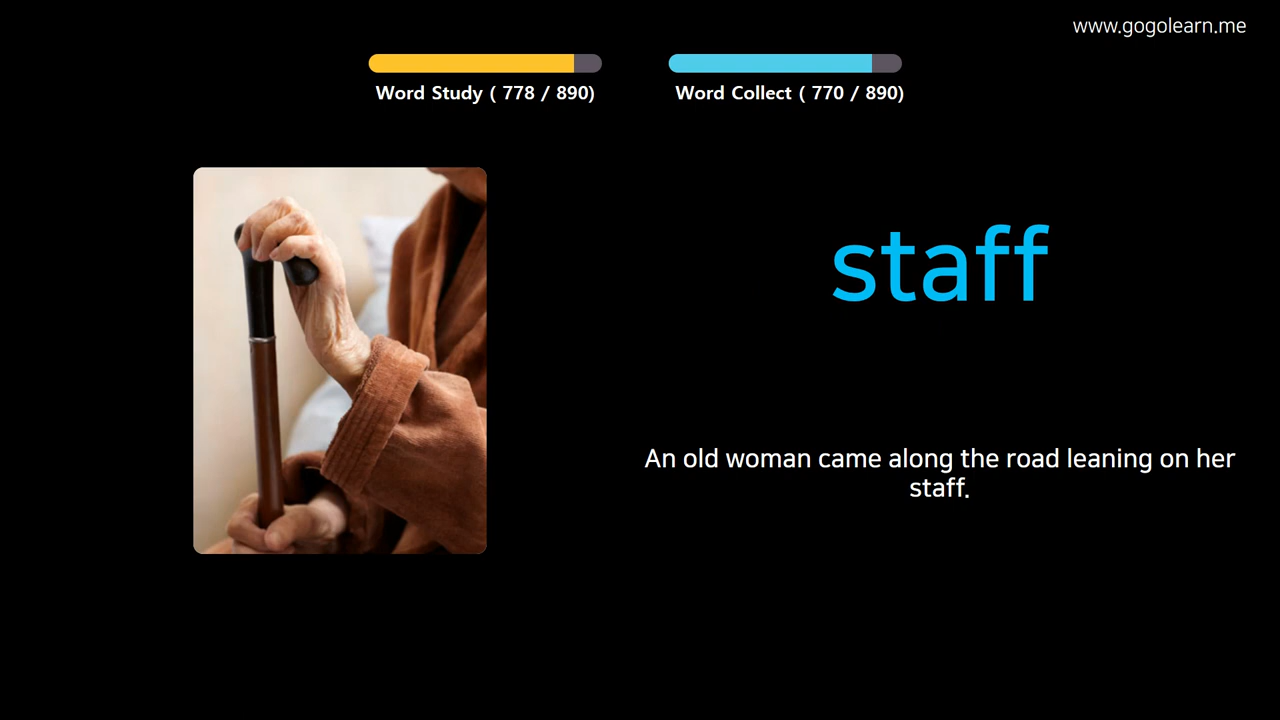 www.gogolearn.me
Word Study ( 778 / 890)
Word Collect ( 770 / 890)
staff
An old woman came along the road leaning on her
staff.